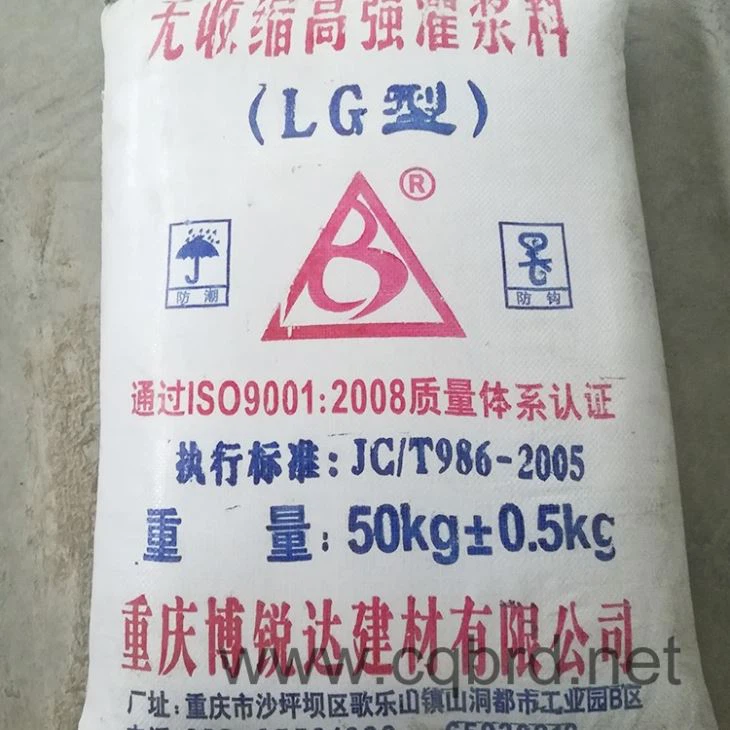 无收缩高强灌浆料
(LG型)
®
B
防潮
防钩
通过ISO9001:2008质量体系认证
执行标准:JC/T986-2005
重 量:50kg±0.5kg
重庆博锐达建材有限公司
www.cqbrd.net
厂址:重庆市沙坪坝区歌乐山镇山洞都市工业园B区